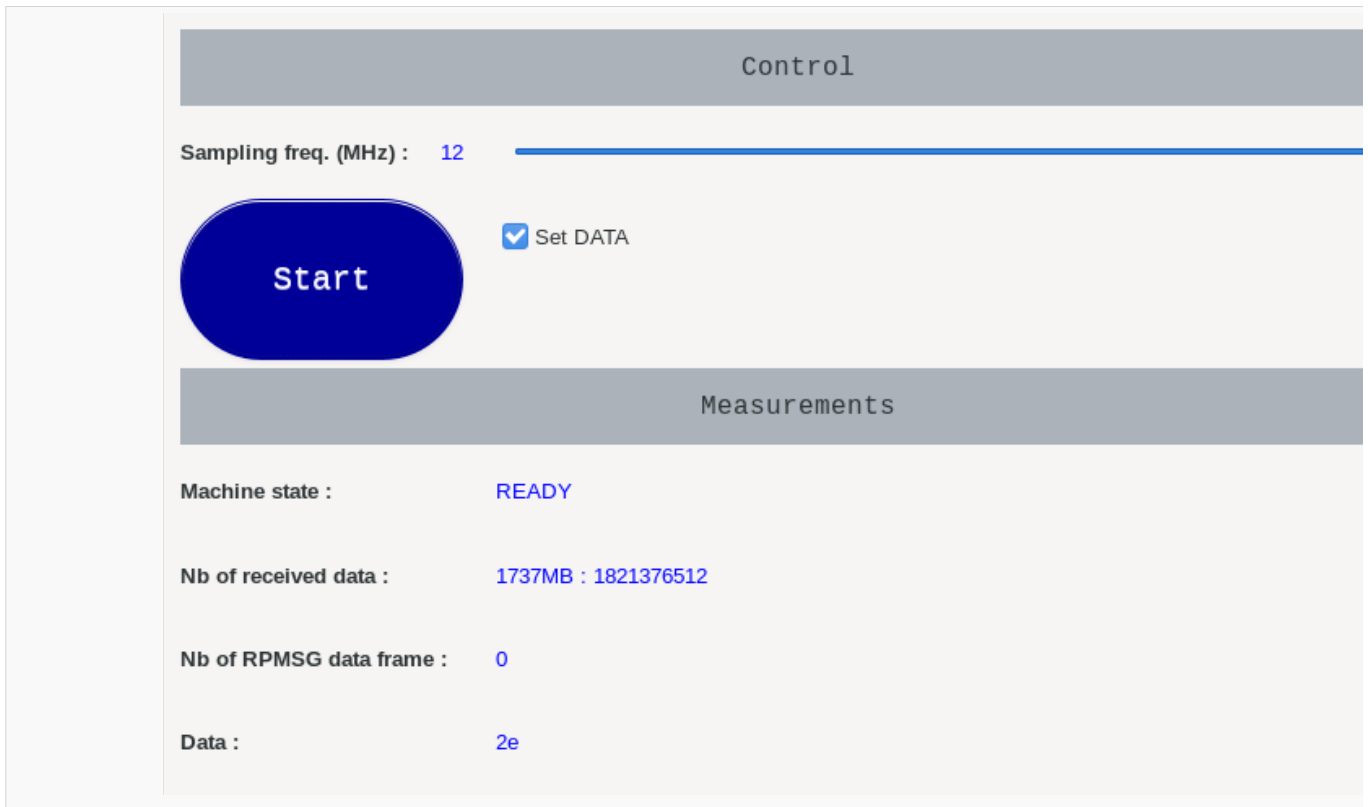 Control
Sampling freq. (MHz) : 12
Set DATA
Start
Measurements
Machine state : READY
Nb of received data : 1737MB : 1821376512
Nb of RPMSG data frame : 0
Data : 2e